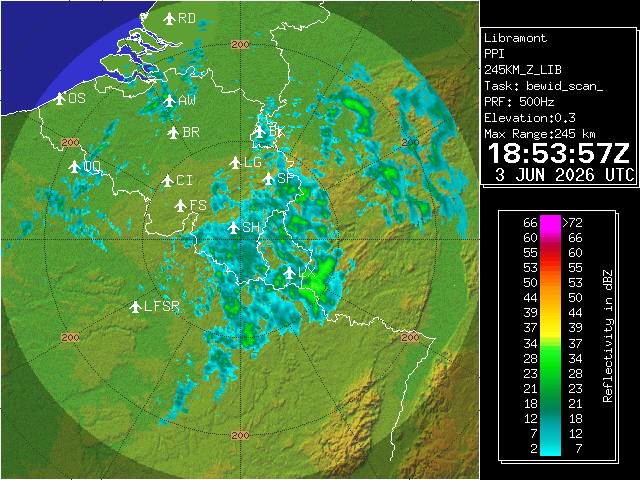 RD
200
OS
AW
BR
EK
200
200
LG
QO
CI
SP
FS
SH
LX
LFSR
200
200
200
Libramont
PPI
245KM_Z_LIB
Task: bewid_scan_
PRF: 500Hz
Elevation:0.3
Max Range:245 km
18:53:57Z
3 JUN 2026 UTC
66 >72
60 66
55 60
53 55
50 53
44 50
39 44
37 39
34 37
28 34
23 28
21 23
18 21
12 18
7 12
2 7
Reflectivity in dBZ